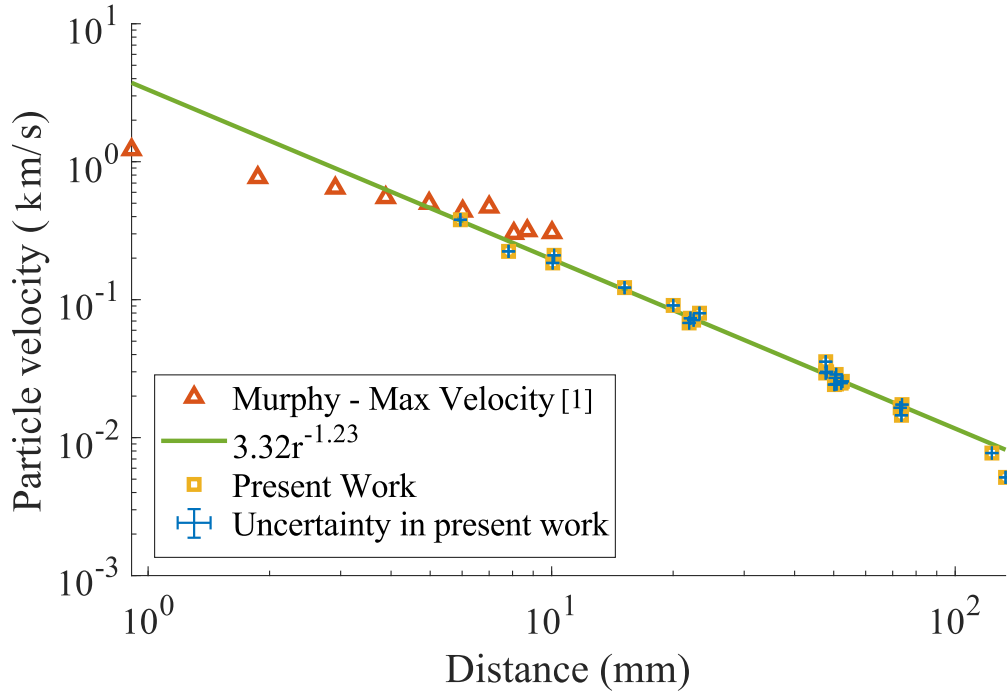 10^1
10^0
10^-1
10^-2
10^-3
Particle velocity ( km/s)
Murphy - Max Velocity [1]
3.32r^-1.23
Present Work
Uncertainty in present work
10^0
10^1
10^2
Distance (mm)